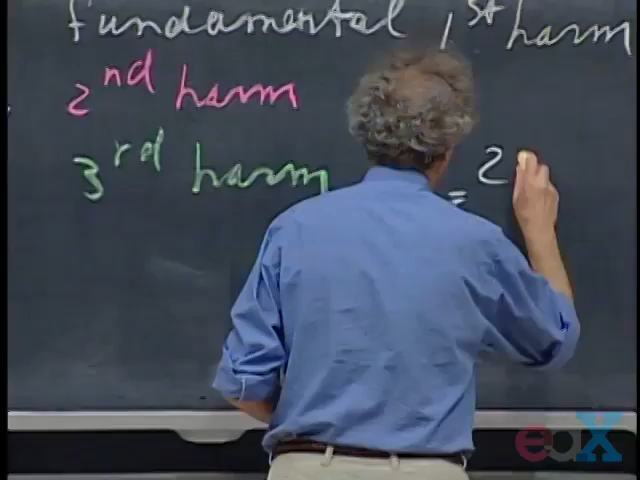 fundamental 1st harm
2nd harm
3rd harm = 2
edX